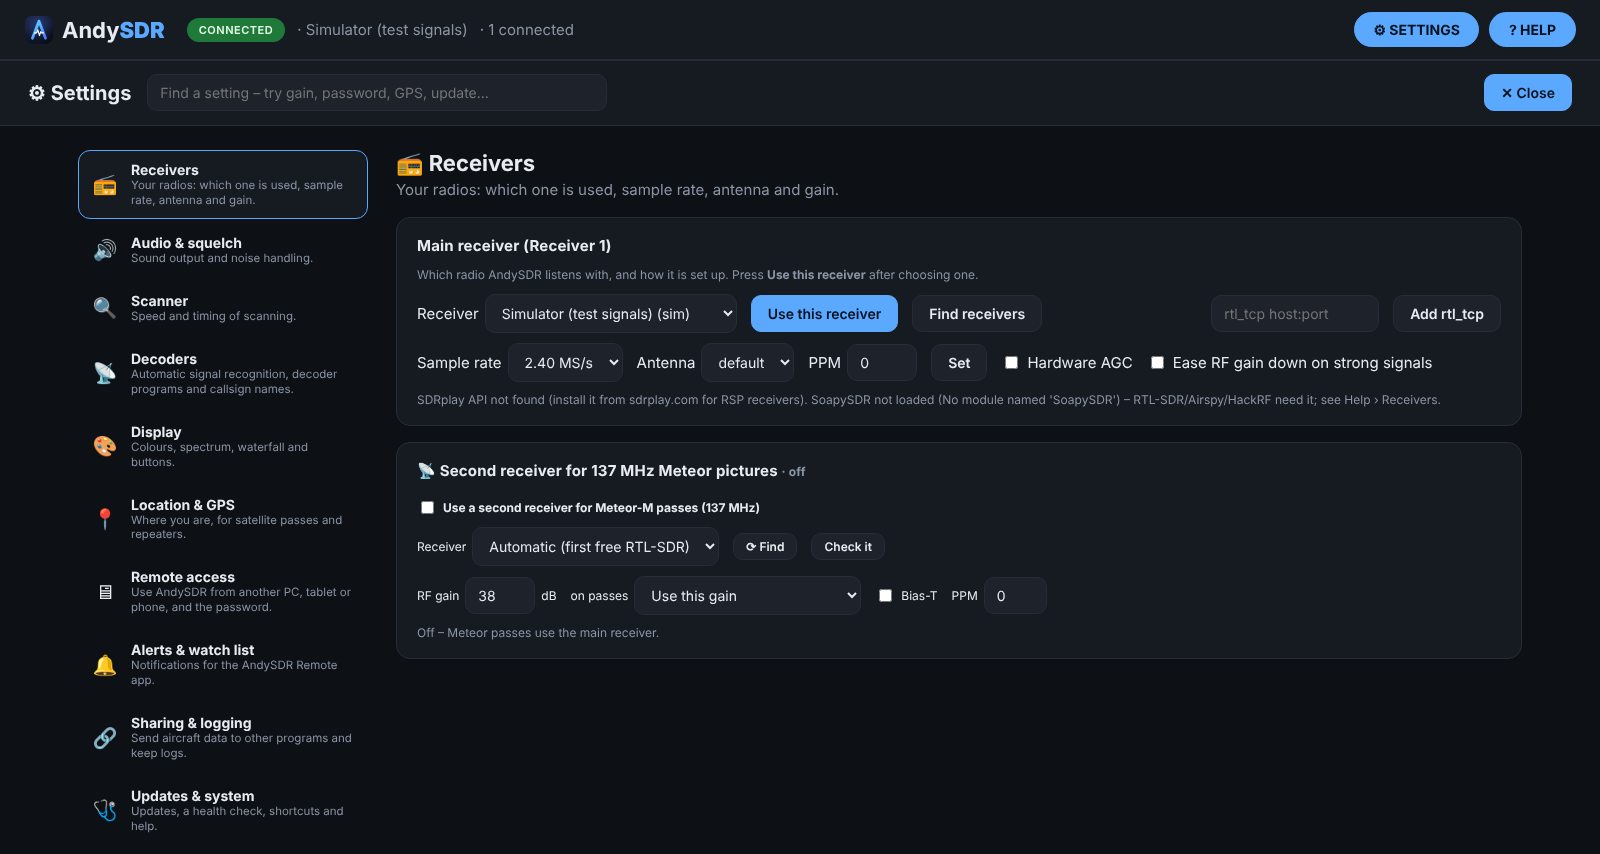 AndySDR CONNECTED · Simulator (test signals) · 1 connected ⚙ SETTINGS ? HELP
⚙ Settings Find a setting – try gain, password, GPS, update... ✕ Close
Receivers
Your radios: which one is used, sample
rate, antenna and gain.
Audio & squelch
Sound output and noise handling.
Scanner
Speed and timing of scanning.
Decoders
Automatic signal recognition, decoder
programs and callsign names.
Display
Colours, spectrum, waterfall and
buttons.
Location & GPS
Where you are, for satellite passes and
repeaters.
Remote access
Use AndySDR from another PC, tablet or
phone, and the password.
Alerts & watch list
Notifications for the AndySDR Remote
app.
Sharing & logging
Send aircraft data to other programs and
keep logs.
Updates & system
Updates, a health check, shortcuts and
help.
Receivers
Your radios: which one is used, sample rate, antenna and gain.
Main receiver (Receiver 1)
Which radio AndySDR listens with, and how it is set up. Press Use this receiver after choosing one.
Receiver Simulator (test signals) (sim) Use this receiver Find receivers rtl_tcp host:port Add rtl_tcp
Sample rate 2.40 MS/s Antenna default PPM 0 Set Hardware AGC Ease RF gain down on strong signals
SDRplay API not found (install it from sdrplay.com for RSP receivers). SoapySDR not loaded (No module named 'SoapySDR') – RTL-SDR/Airspy/HackRF need it; see Help › Receivers.
Second receiver for 137 MHz Meteor pictures · off
Use a second receiver for Meteor-M passes (137 MHz)
Receiver Automatic (first free RTL-SDR) ⟳ Find Check it
RF gain 38 dB on passes Use this gain Bias-T PPM 0
Off – Meteor passes use the main receiver.